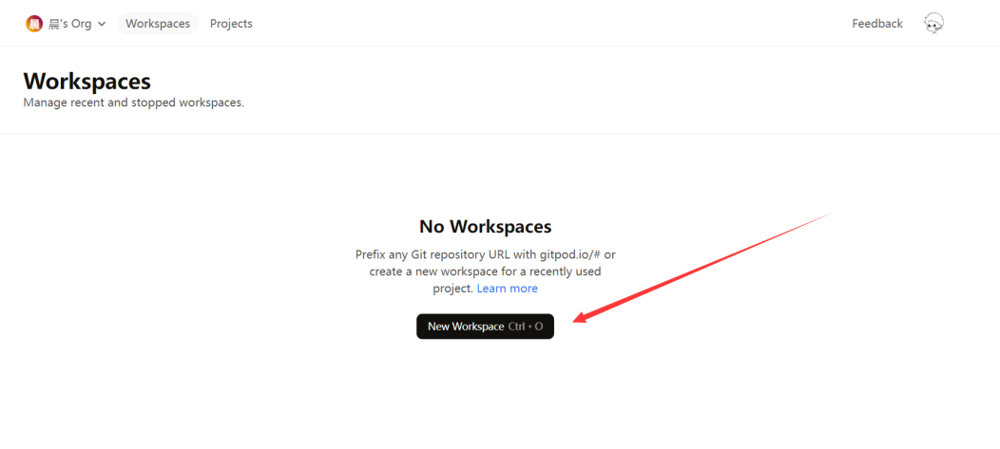 晨 晨's Org Workspaces Projects Feedback
Workspaces
Manage recent and stopped workspaces.
No Workspaces
Prefix any Git repository URL with gitpod.io/# or
create a new workspace for a recently used
project. Learn more
New Workspace Ctrl • O